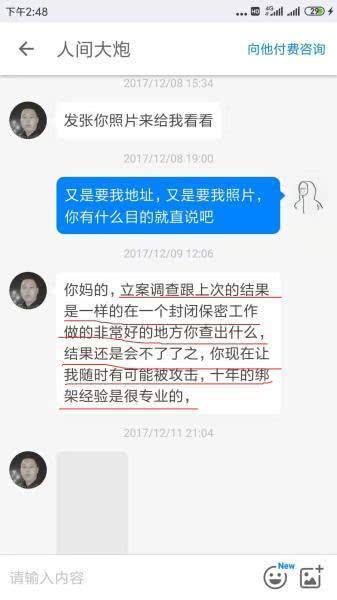 下午2:48
... HD 4G 29
人间大炮
向他付费咨询
2017/12/08 15:34
发张你照片来给我看看
2017/12/08 19:00
又是要我地址，又是要我照片，
你有什么目的就直说吧
2017/12/09 12:06
你妈的，立案调查跟上次的结果
是一样的在一个封闭保密工作
做的非常好的地方你查出什么，
结果还是会不了了之，你现在让
我随时有可能被攻击，十年的绑
架经验是很专业的，
2017/12/11 21:04
请输入内容
New